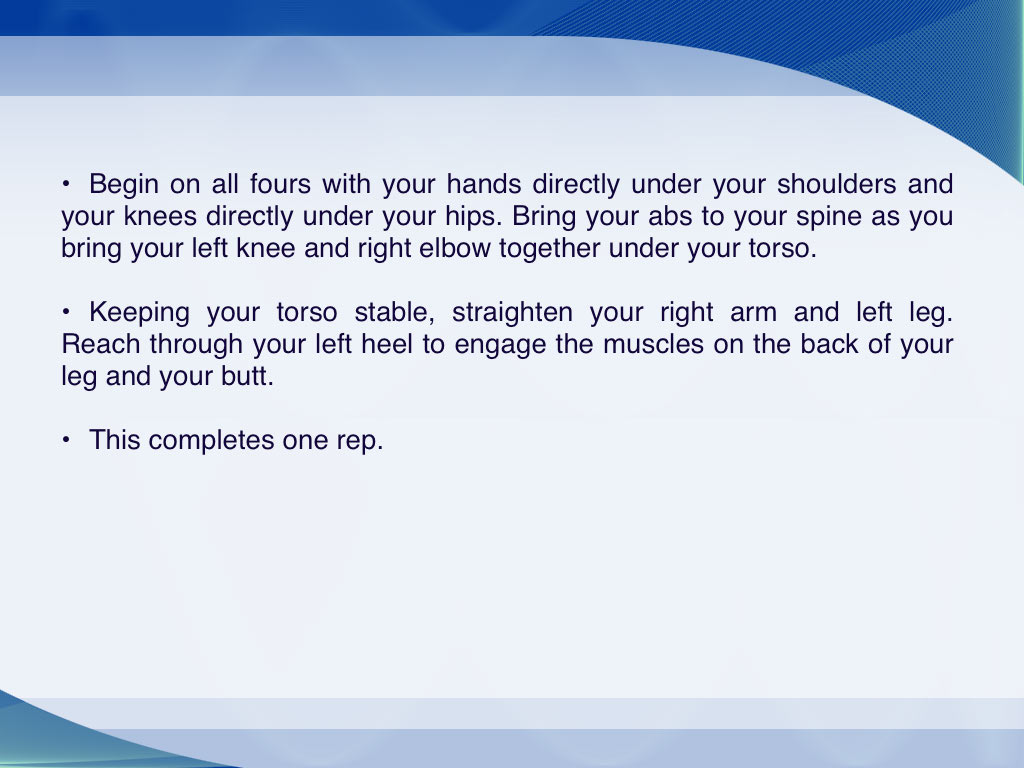 • Begin on all fours with your hands directly under your shoulders and
your knees directly under your hips. Bring your abs to your spine as you
bring your left knee and right elbow together under your torso.
• Keeping your torso stable, straighten your right arm and left leg.
Reach through your left heel to engage the muscles on the back of your
leg and your butt.
• This completes one rep.